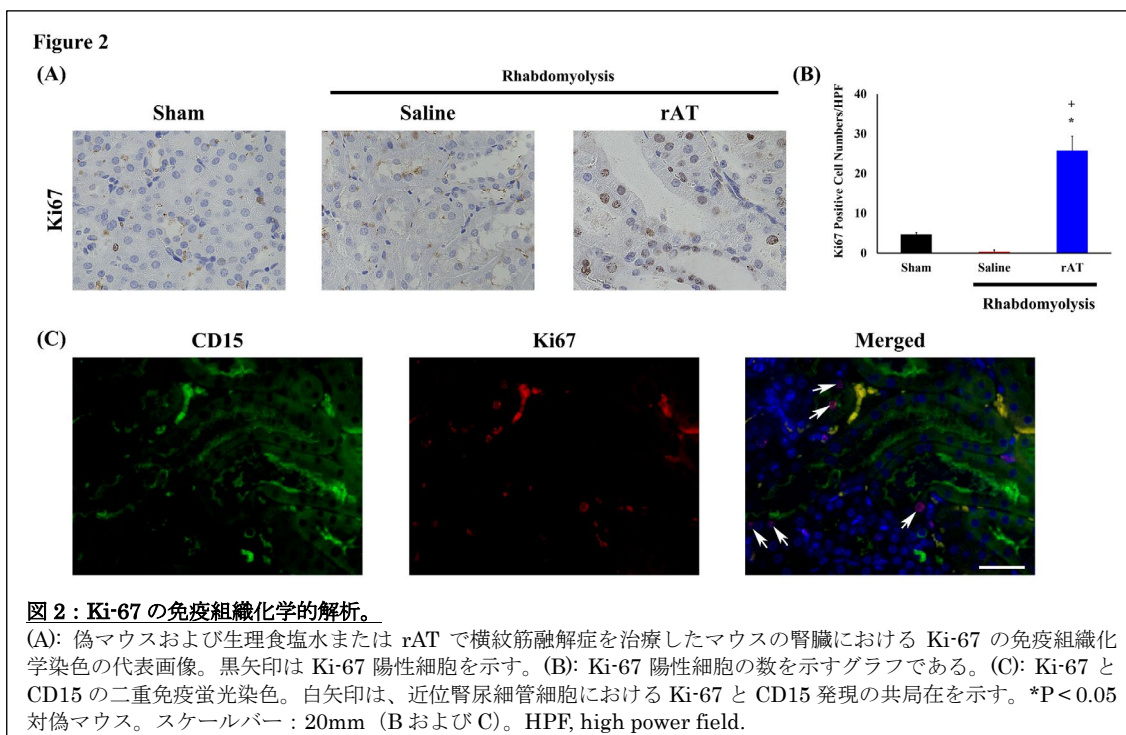 Figure 2
(A)
Rhabdomyolysis
(B)
Sham
Saline
rAT
Ki67
Ki67 Positive Cell Numbers/HPF
40
30
20
10
0
+
*
Sham
Saline
rAT
Rhabdomyolysis
(C)
CD15
Ki67
Merged
図 2：Ki-67 の免疫組織化学的解析。
(A): 偽マウスおよび生理食塩水または rAT で横紋筋融解症を治療したマウスの腎臓における Ki-67 の免疫組織化
学染色の代表画像。黒矢印は Ki-67 陽性細胞を示す。(B): Ki-67 陽性細胞の数を示すグラフである。(C): Ki-67 と
CD15 の二重免疫蛍光染色。白矢印は、近位腎尿細管細胞における Ki-67 と CD15 発現の共局在を示す。*P < 0.05
対偽マウス。スケールバー：20mm（B および C）。HPF, high power field.